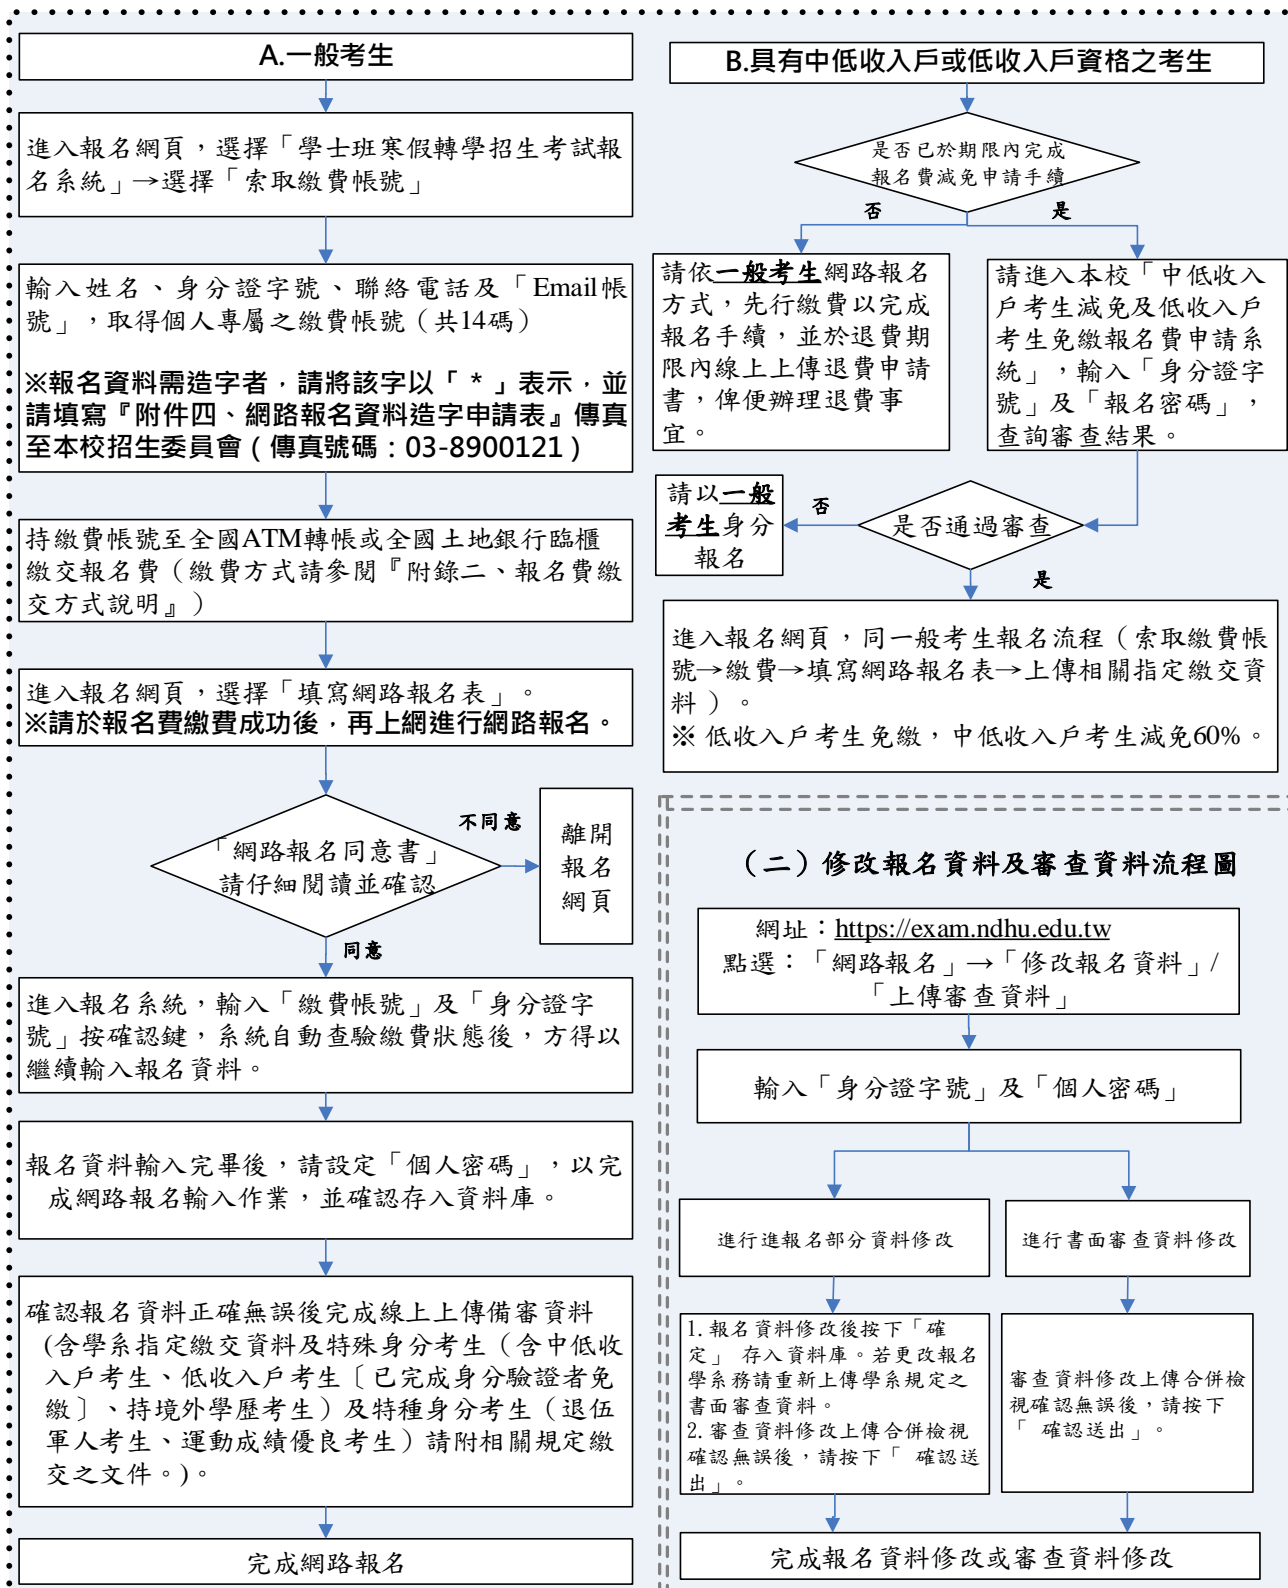 A.一般考生
進入報名網頁，選擇「學士班寒假轉學招生考試報
名系統」→選擇「索取繳費帳號」
輸入姓名、身分證字號、聯絡電話及「Email帳
號」，取得個人專屬之繳費帳號（共14碼）
※報名資料需造字者，請將該字以「 * 」表示，並
請填寫『附件四、網路報名資料造字申請表』傳真
至本校招生委員會（傳真號碼：03-8900121）
持繳費帳號至全國ATM轉帳或全國土地銀行臨櫃
繳交報名費（繳費方式請參閱『附錄二、報名費繳
交方式說明』）
進入報名網頁，選擇「填寫網路報名表」。
※請於報名費繳費成功後，再上網進行網路報名。
「網路報名同意書」
請仔細閱讀並確認
不同意
離開
報名
網頁
同意
進入報名系統，輸入「繳費帳號」及「身分證字
號」按確認鍵，系統自動查驗繳費狀態後，方得以
繼續輸入報名資料。
報名資料輸入完畢後，請設定「個人密碼」，以完
成網路報名輸入作業，並確認存入資料庫。
確認報名資料正確無誤後完成線上上傳備審資料
(含學系指定繳交資料及特殊身分考生（含中低收
入戶考生、低收入戶考生〔已完成身分驗證者免
繳〕、持境外學歷考生）及特種身分考生（退伍
軍人考生、運動成績優良考生）請附相關規定繳
交之文件。)。
完成網路報名
B.具有中低收入戶或低收入戶資格之考生
是否已於期限內完成
報名費減免申請手續
否
是
請依一般考生網路報名
方式，先行繳費以完成
報名手續，並於退費期
限內線上上傳退費申請
書，俾便辦理退費事
宜。
請進入本校「中低收入
戶考生減免及低收入戶
考生免繳報名費申請系
統」，輸入「身分證字
號」及「報名密碼」，
查詢審查結果。
請以一般
考生身分
報名
否
是否通過審查
是
進入報名網頁，同一般考生報名流程（索取繳費帳
號→繳費→填寫網路報名表→上傳相關指定繳交資
料）。
※ 低收入戶考生免繳，中低收入戶考生減免60%。
（二）修改報名資料及審查資料流程圖
網址：https://exam.ndhu.edu.tw
點選：「網路報名」→「修改報名資料」/
「上傳審查資料」
輸入「身分證字號」及「個人密碼」
進行進報名部分資料修改
進行書面審查資料修改
1.報名資料修改後按下「確
定」 存入資料庫。若更改報名
學系務請重新上傳學系規定之
書面審查資料。
2.審查資料修改上傳合併檢視
確認無誤後，請按下「 確認送
出」。
審查資料修改上傳合併檢
視確認無誤後，請按下
「 確認送出」。
完成報名資料修改或審查資料修改